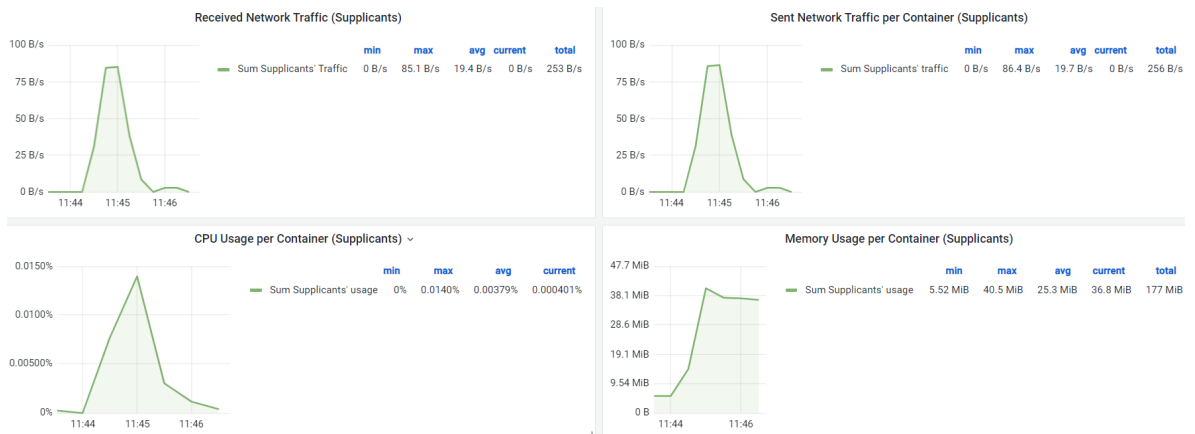 Received Network Traffic (Supplicants)
100 B/s
75 B/s
50 B/s
25 B/s
0 B/s
11:44 11:45 11:46
min max avg current total
Sum Supplicants' Traffic 0 B/s 85.1 B/s 19.4 B/s 0 B/s 253 B/s
Sent Network Traffic per Container (Supplicants)
100 B/s
75 B/s
50 B/s
25 B/s
0 B/s
11:44 11:45 11:46
min max avg current total
Sum Supplicants' traffic 0 B/s 86.4 B/s 19.7 B/s 0 B/s 256 B/s
CPU Usage per Container (Supplicants)
0.0150%
0.0100%
0.00500%
0%
11:44 11:45 11:46
min max avg current
Sum Supplicants' usage 0% 0.0140% 0.00379% 0.000401%
Memory Usage per Container (Supplicants)
47.7 MiB
38.1 MiB
28.6 MiB
19.1 MiB
9.54 MiB
0 B
11:44 11:46
min max avg current total
Sum Supplicants' usage 5.52 MiB 40.5 MiB 25.3 MiB 36.8 MiB 177 MiB